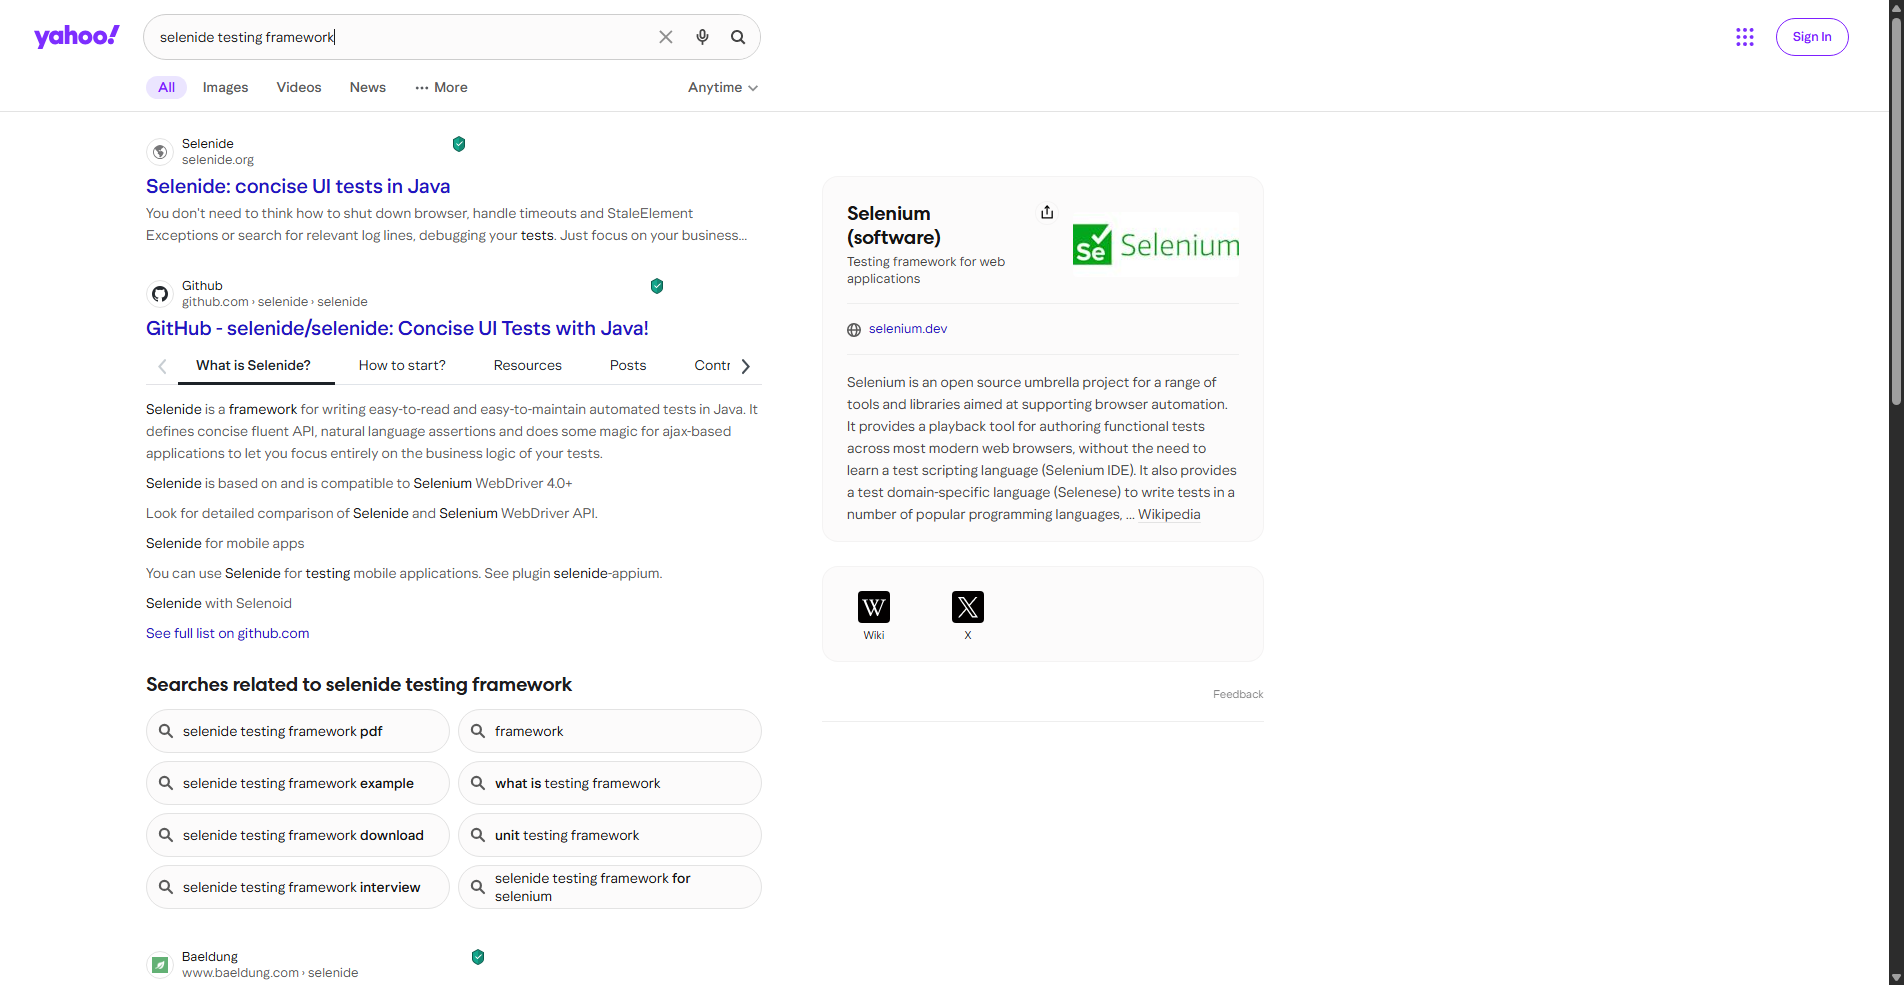 yahoo!
selenide testing framework
Sign In
All
Images
Videos
News
More
Anytime
Selenide
selenide.org
Selenide: concise UI tests in Java
You don't need to think how to shut down browser, handle timeouts and StaleElement
Exceptions or search for relevant log lines, debugging your tests. Just focus on your business...
Github
github.com › selenide › selenide
GitHub - selenide/selenide: Concise UI Tests with Java!
What is Selenide?
How to start?
Resources
Posts
Contr
Selenide is a framework for writing easy-to-read and easy-to-maintain automated tests in Java. It
defines concise fluent API, natural language assertions and does some magic for ajax-based
applications to let you focus entirely on the business logic of your tests.
Selenide is based on and is compatible to Selenium WebDriver 4.0+
Look for detailed comparison of Selenide and Selenium WebDriver API.
Selenide for mobile apps
You can use Selenide for testing mobile applications. See plugin selenide-appium.
Selenide with Selenoid
See full list on github.com
Searches related to selenide testing framework
selenide testing framework pdf
framework
selenide testing framework example
what is testing framework
selenide testing framework download
unit testing framework
selenide testing framework interview
selenide testing framework for
selenium
Baeldung
www.baeldung.com › selenide
Selenium
(software)
Testing framework for web
applications
Se Selenium
selenium.dev
Selenium is an open source umbrella project for a range of
tools and libraries aimed at supporting browser automation.
It provides a playback tool for authoring functional tests
across most modern web browsers, without the need to
learn a test scripting language (Selenium IDE). It also provides
a test domain-specific language (Selenese) to write tests in a
number of popular programming languages, ... Wikipedia
W
X
Wiki
X
Feedback